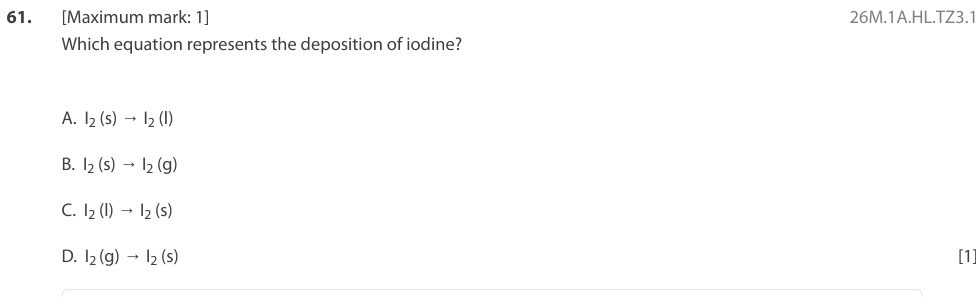 61. [Maximum mark: 1] 26M.1A.HL.TZ3.1
Which equation represents the deposition of iodine?
A. I₂ (s) → I₂ (l)
B. I₂ (s) → I₂ (g)
C. I₂ (l) → I₂ (s)
D. I₂ (g) → I₂ (s) [1]